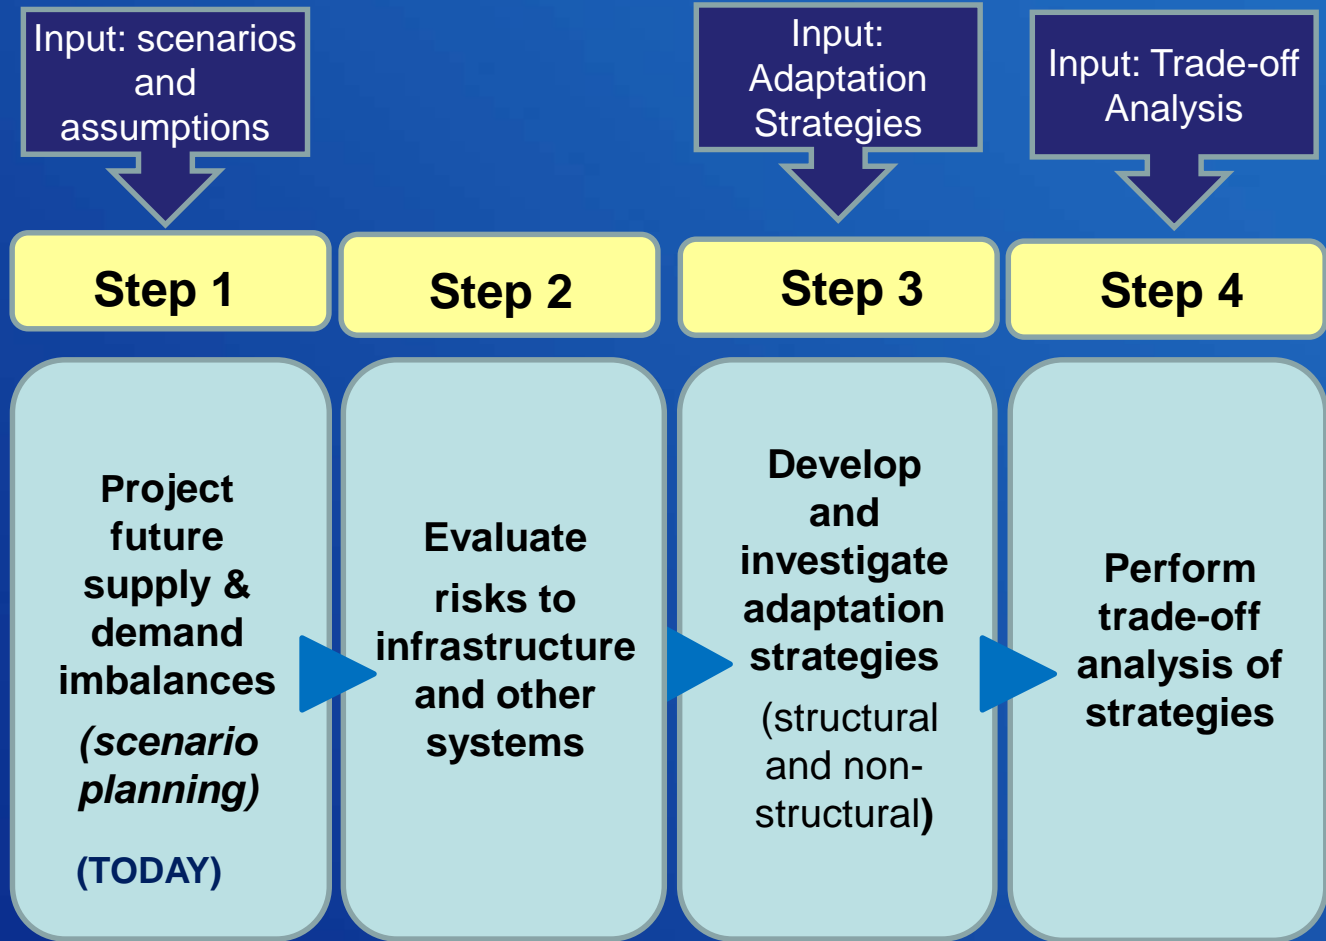 Input: scenarios
and
assumptions
Input:
Adaptation
Strategies
Input: Trade-off
Analysis
Step 1
Step 2
Step 3
Step 4
Project
future
supply &
demand
imbalances
(scenario
planning)
(TODAY)
Evaluate
risks to
infrastructure
and other
systems
Develop
and
investigate
adaptation
strategies
(structural
and non-
structural)
Perform
trade-off
analysis of
strategies